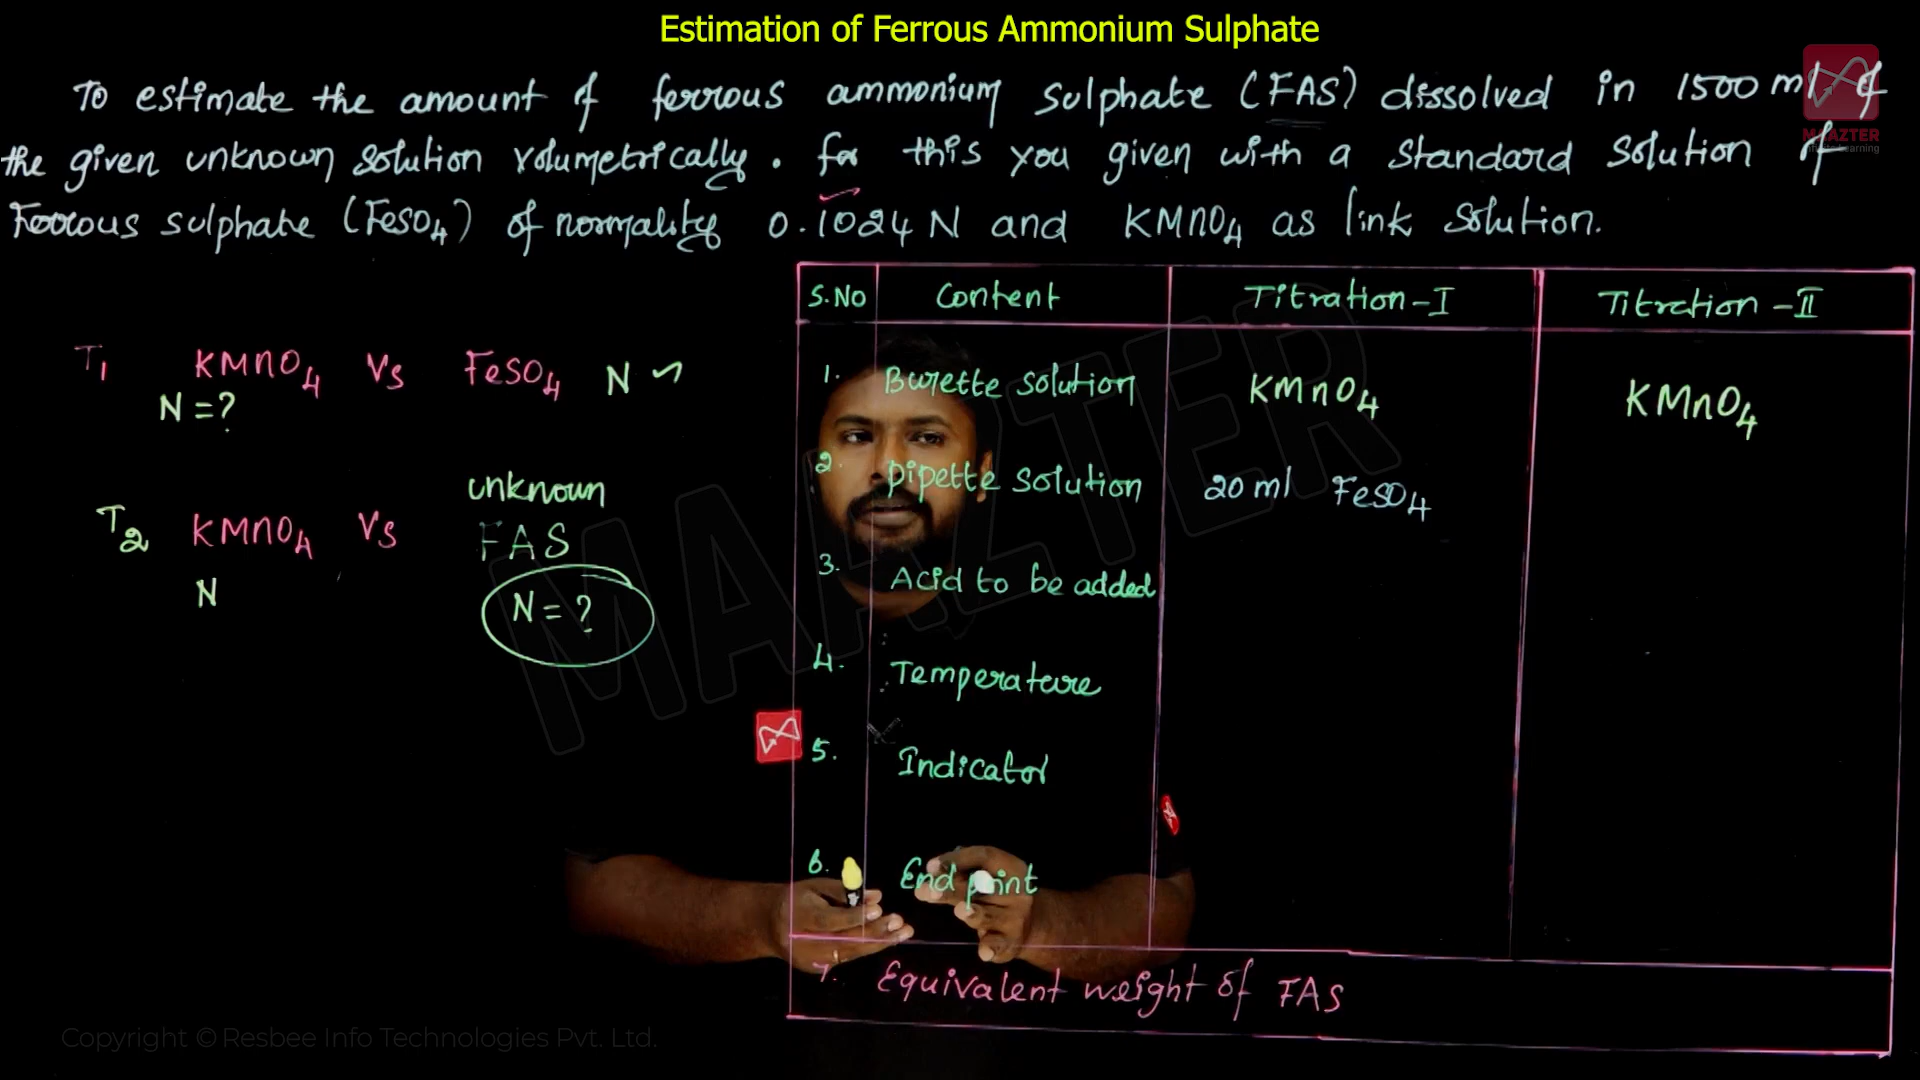 Estimation of Ferrous Ammonium Sulphate
To estimate the amount of ferrous ammonium sulphate (FAS) dissolved in 1500 ml of
the given unknown solution volumetrically. For this you given with a standard solution of
Ferrous sulphate (FeSO4) of normality 0.1024 N and KMnO4 as link solution.
MAAZTER
S.No Content Titration-I Titration-II
T1 KMnO4 Vs FeSO4 N
N = ?
1. Burette solution KMnO4 KMnO4
2. Pipette solution 20 ml FeSO4
unknown
T2 KMnO4 Vs FAS
N N = ?
3. Acid to be added
4. Temperature
5. Indicator
6. End point
7. Equivalent weight of FAS
MAAZTER
Copyright © Resbee Info Technologies Pvt. Ltd.